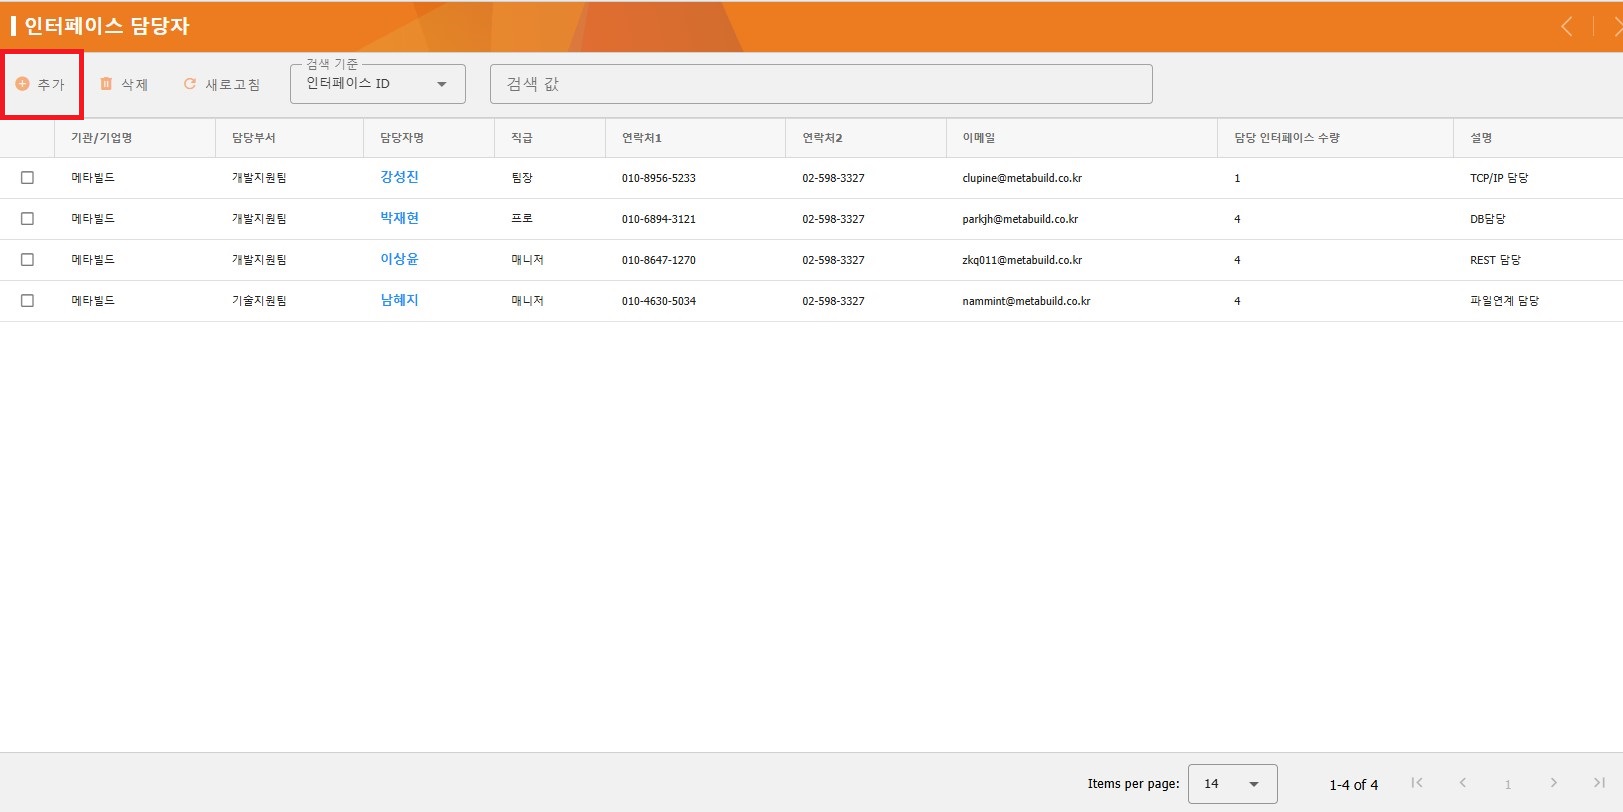 인터페이스 담당자
추가 삭제 새로고침 검색 기준 인터페이스 ID 검색 값
기관/기업명 담당부서 담당자명 직급 연락처1 연락처2 이메일 담당 인터페이스 수량 설명
메타빌드 개발지원팀 강성진 팀장 010-8956-5233 02-598-3327 clupine@metabuild.co.kr 1 TCP/IP 담당
메타빌드 개발지원팀 박재현 프로 010-6894-3121 02-598-3327 parkjh@metabuild.co.kr 4 DB담당
메타빌드 개발지원팀 이상윤 매니저 010-8647-1270 02-598-3327 zkq011@metabuild.co.kr 4 REST 담당
메타빌드 기술지원팀 남혜지 매니저 010-4630-5034 02-598-3327 nammint@metabuild.co.kr 4 파일연계 담당
Items per page: 14 1-4 of 4 1